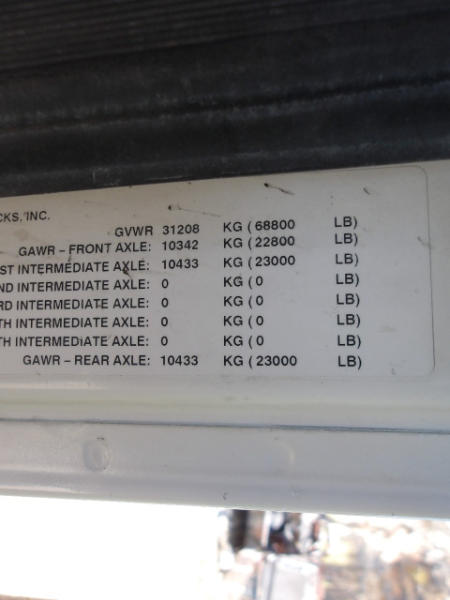 CKS, INC.
GVWR 31208 KG ( 68800 LB)
GAWR – FRONT AXLE: 10342 KG ( 22800 LB)
ST INTERMEDIATE AXLE: 10433 KG ( 23000 LB)
ND INTERMEDIATE AXLE: 0 KG ( 0 LB)
RD INTERMEDIATE AXLE: 0 KG ( 0 LB)
TH INTERMEDIATE AXLE: 0 KG ( 0 LB)
TH INTERMEDIATE AXLE: 0 KG ( 0 LB)
GAWR – REAR AXLE: 10433 KG ( 23000 LB)